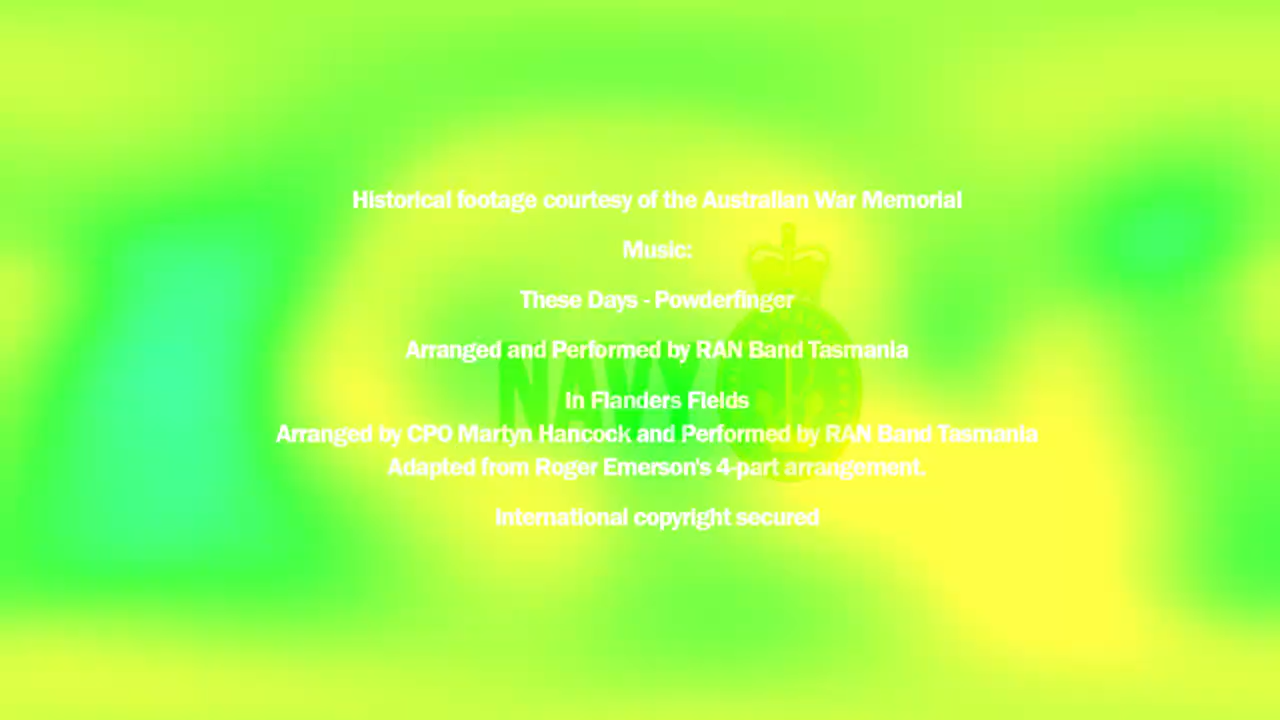 Historical footage courtesy of the Australian War Memorial
Music:
These Days - Powderfinger
Arranged and Performed by RAN Band Tasmania
NAVY
In Flanders Fields
Arranged by CPO Martyn Hancock and Performed by RAN Band Tasmania
Adapted from Roger Emerson's 4-part arrangement.
International copyright secured